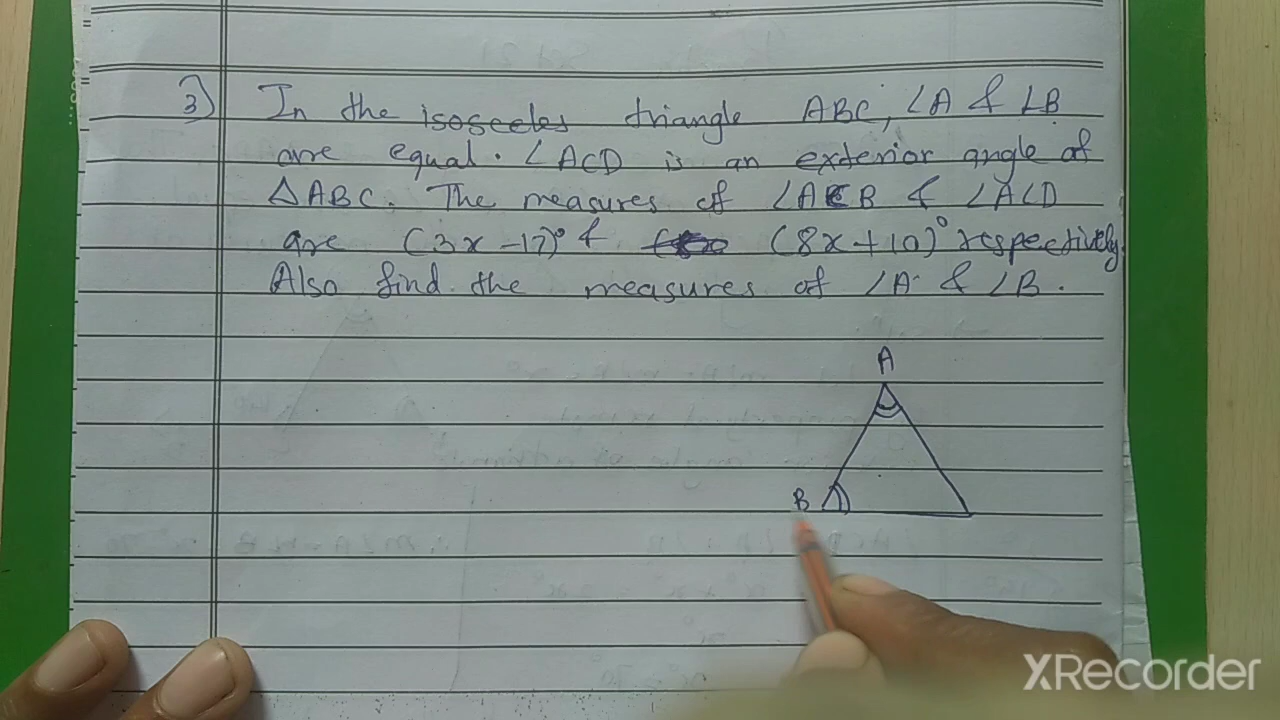 3) In the isosceles triangle ABC, ∠A & ∠B
are equal. ∠ACD is an exterior angle of
△ABC. The measures of ∠ACB & ∠ACD
are (3x-17)° & (8x+10)° respectively.
Also find the measures of ∠A & ∠B.
A
B
XRecorder